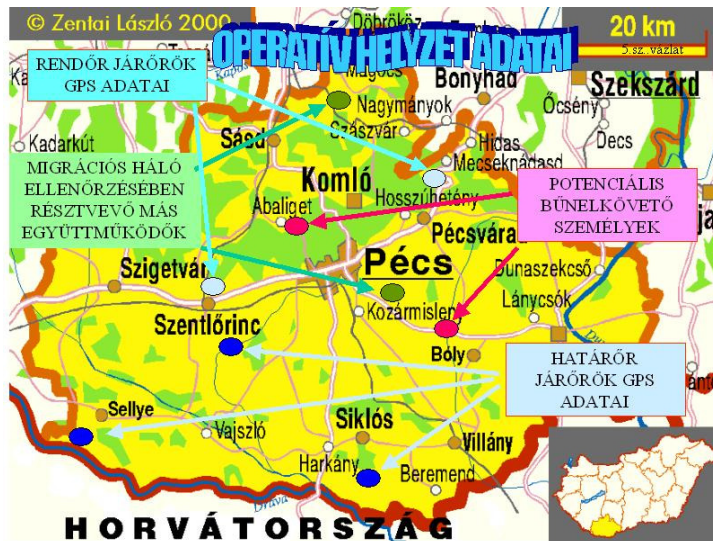 © Zentai László 2000
OPERATÍV HELYZET ADATAI
20 km
5.sz. vázlat
RENDŐR JÁRŐRÖK
GPS ADATAI
Döbrököz
Kapos
Mágocs
Bonyhád
Szekszárd
Nagymányok
Őcsény
Szászvár
Kadarkút
Sásd
Hidas
Decs
Mecseknádasd
MIGRÁCIÓS HÁLÓ
ELLENŐRZÉSÉBEN
RÉSZTVEVŐ MÁS
EGYÜTTMŰKÖDŐK
Komló
Hosszúhetény
Abaliget
POTENCIÁLIS
BŰNELKÖVETŐ
SZEMÉLYEK
Pécsvárad
Szigetvár
Pécs
Dunaszekcső
Kozármisleny
Lánycsók
Szentlőrinc
Bóly
HATÁRŐR
JÁRŐRÖK GPS
ADATAI
Sellye
Siklós
Vajszló
Villány
Harkány
Beremend
Dráva
HORVÁTORSZÁG